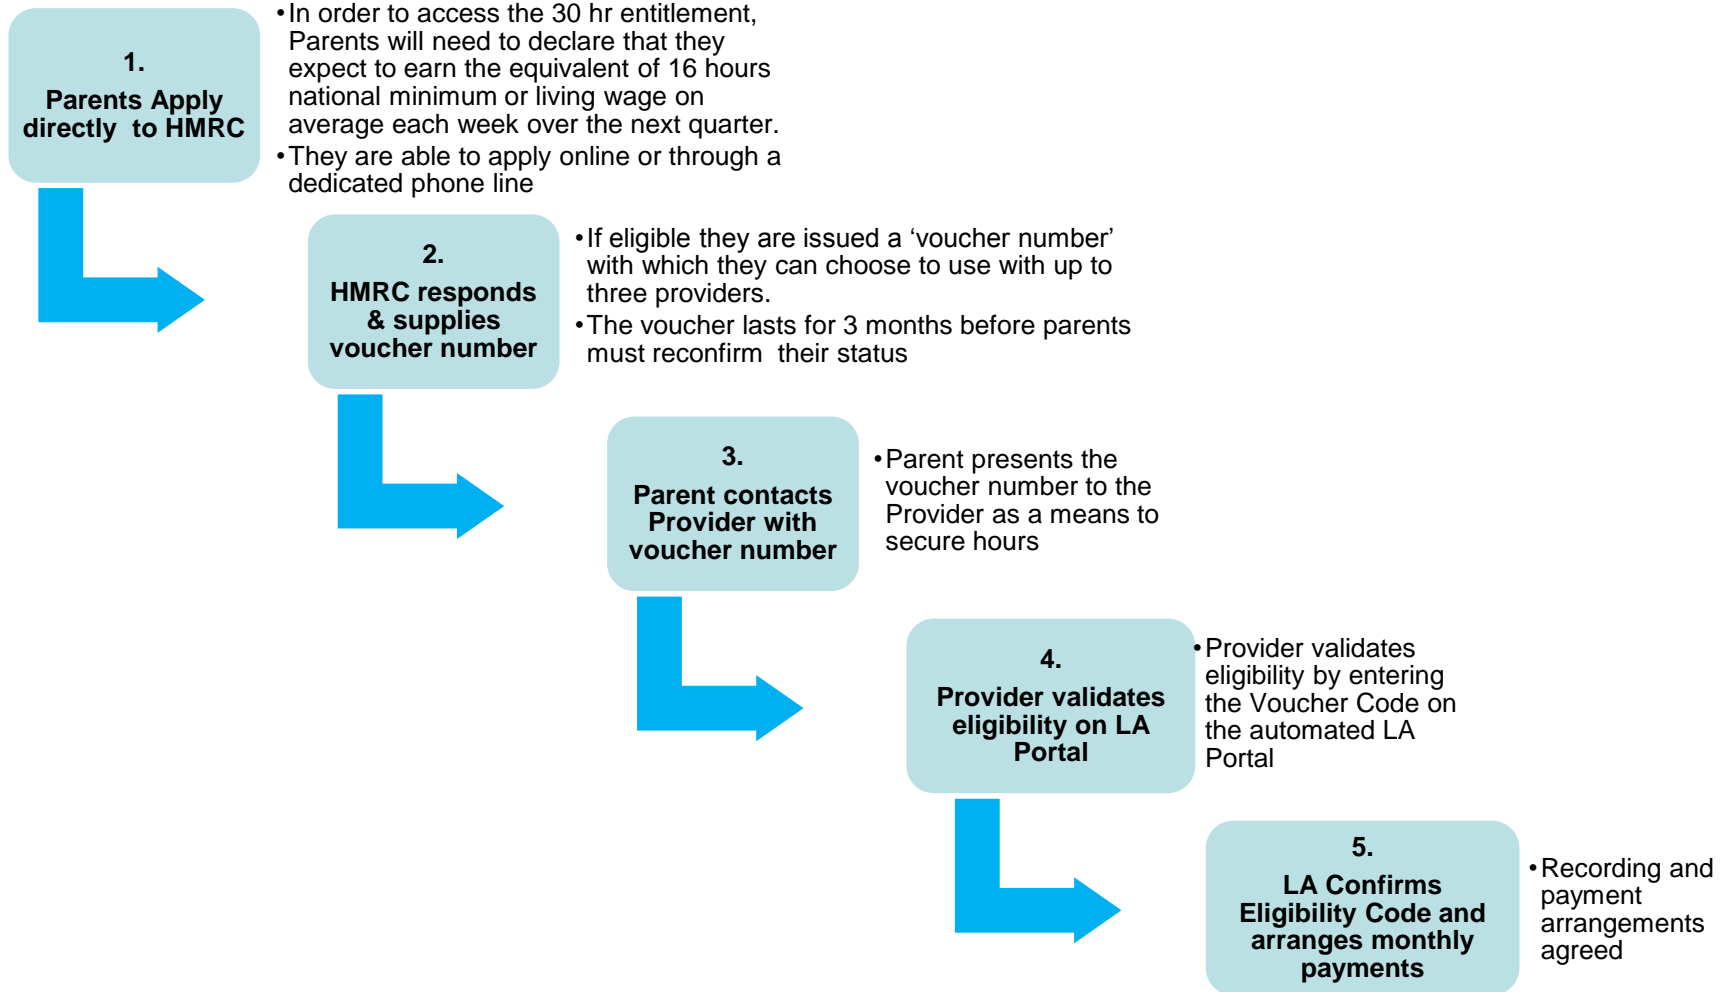 1.
Parents Apply
directly to HMRC
•In order to access the 30 hr entitlement,
Parents will need to declare that they
expect to earn the equivalent of 16 hours
national minimum or living wage on
average each week over the next quarter.
•They are able to apply online or through a
dedicated phone line
2.
HMRC responds
& supplies
voucher number
•If eligible they are issued a ‘voucher number’
with which they can choose to use with up to
three providers.
•The voucher lasts for 3 months before parents
must reconfirm their status
3.
Parent contacts
Provider with
voucher number
•Parent presents the
voucher number to the
Provider as a means to
secure hours
4.
Provider validates
eligibility on LA
Portal
•Provider validates
eligibility by entering
the Voucher Code on
the automated LA
Portal
5.
LA Confirms
Eligibility Code and
arranges monthly
payments
•Recording and
payment
arrangements
agreed